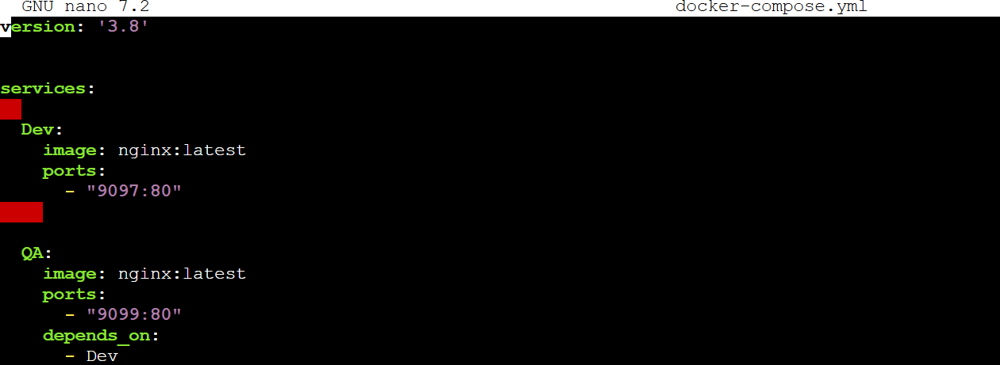 GNU nano 7.2 docker-compose.yml
version: '3.8'
services:
  Dev:
    image: nginx:latest
    ports:
      - "9097:80"
  QA:
    image: nginx:latest
    ports:
      - "9099:80"
    depends_on:
      - Dev